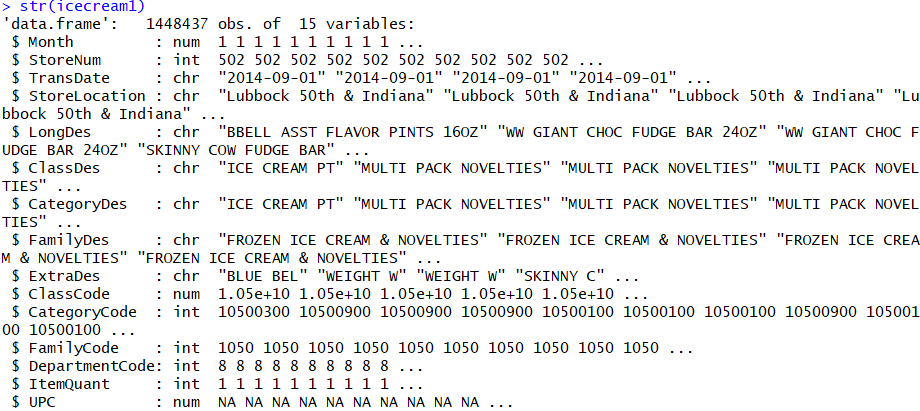 > str(icecream1)
'data.frame':   1448437 obs. of  15 variables:
 $ Month         : num  1 1 1 1 1 1 1 1 1 1 ...
 $ StoreNum      : int  502 502 502 502 502 502 502 502 502 502 ...
 $ TransDate     : chr  "2014-09-01" "2014-09-01" "2014-09-01" "2014-09-01" ...
 $ StoreLocation : chr  "Lubbock 50th & Indiana" "Lubbock 50th & Indiana" "Lubbock 50th & Indiana" "Lu
bbock 50th & Indiana" ...
 $ LongDes       : chr  "BBELL ASST FLAVOR PINTS 16OZ" "WW GIANT CHOC FUDGE BAR 24OZ" "WW GIANT CHOC F
UDGE BAR 24OZ" "SKINNY COW FUDGE BAR" ...
 $ ClassDes      : chr  "ICE CREAM PT" "MULTI PACK NOVELTIES" "MULTI PACK NOVELTIES" "MULTI PACK NOVEL
TIES" ...
 $ CategoryDes   : chr  "ICE CREAM PT" "MULTI PACK NOVELTIES" "MULTI PACK NOVELTIES" "MULTI PACK NOVEL
TIES" ...
 $ FamilyDes     : chr  "FROZEN ICE CREAM & NOVELTIES" "FROZEN ICE CREAM & NOVELTIES" "FROZEN ICE CREA
M & NOVELTIES" "FROZEN ICE CREAM & NOVELTIES" ...
 $ ExtraDes      : chr  "BLUE BEL" "WEIGHT W" "WEIGHT W" "SKINNY C" ...
 $ ClassCode     : num  1.05e+10 1.05e+10 1.05e+10 1.05e+10 1.05e+10 ...
 $ CategoryCode  : int  10500300 10500900 10500900 10500900 10500100 10500100 10500100 10500900 105001
00 10500100 ...
 $ FamilyCode    : int  1050 1050 1050 1050 1050 1050 1050 1050 1050 1050 ...
 $ DepartmentCode: int  8 8 8 8 8 8 8 8 8 8 ...
 $ ItemQuant     : int  1 1 1 1 1 1 1 1 1 1 ...
 $ UPC           : num  NA NA NA NA NA NA NA NA NA NA ...